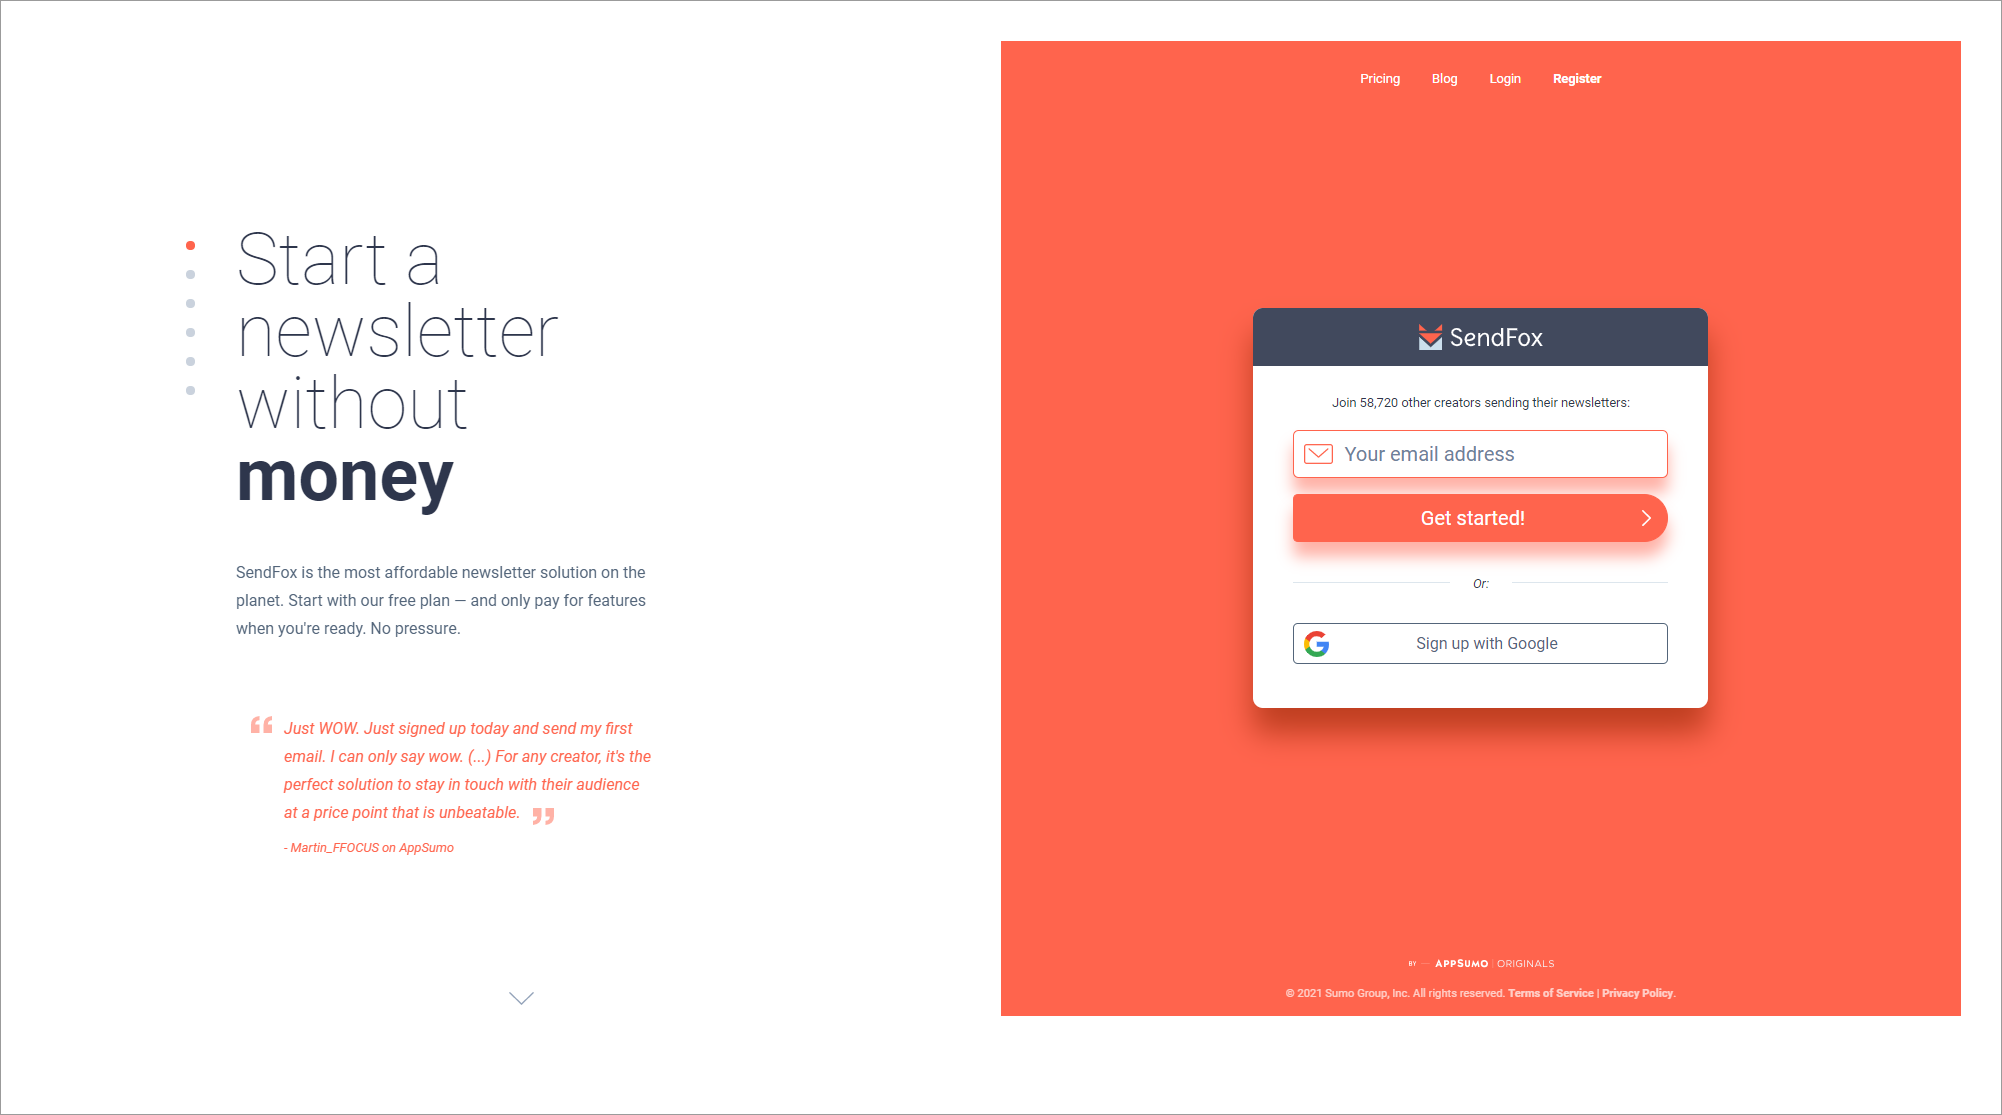 Start a
newsletter
without
money
SendFox is the most affordable newsletter solution on the
planet. Start with our free plan — and only pay for features
when you're ready. No pressure.
“ Just WOW. Just signed up today and send my first
email. I can only say wow. (...) For any creator, it's the
perfect solution to stay in touch with their audience
at a price point that is unbeatable. ”
- Martin_FFOCUS on AppSumo
Pricing Blog Login Register
SendFox
Join 58,720 other creators sending their newsletters:
Your email address
Get started!
Or:
Sign up with Google
BY — APPSUMO | ORIGINALS
© 2021 Sumo Group, Inc. All rights reserved. Terms of Service | Privacy Policy.